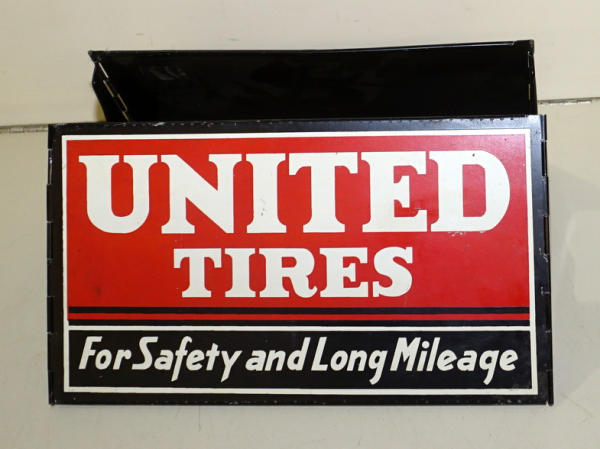 UNITED
TIRES
For Safety and Long Mileage